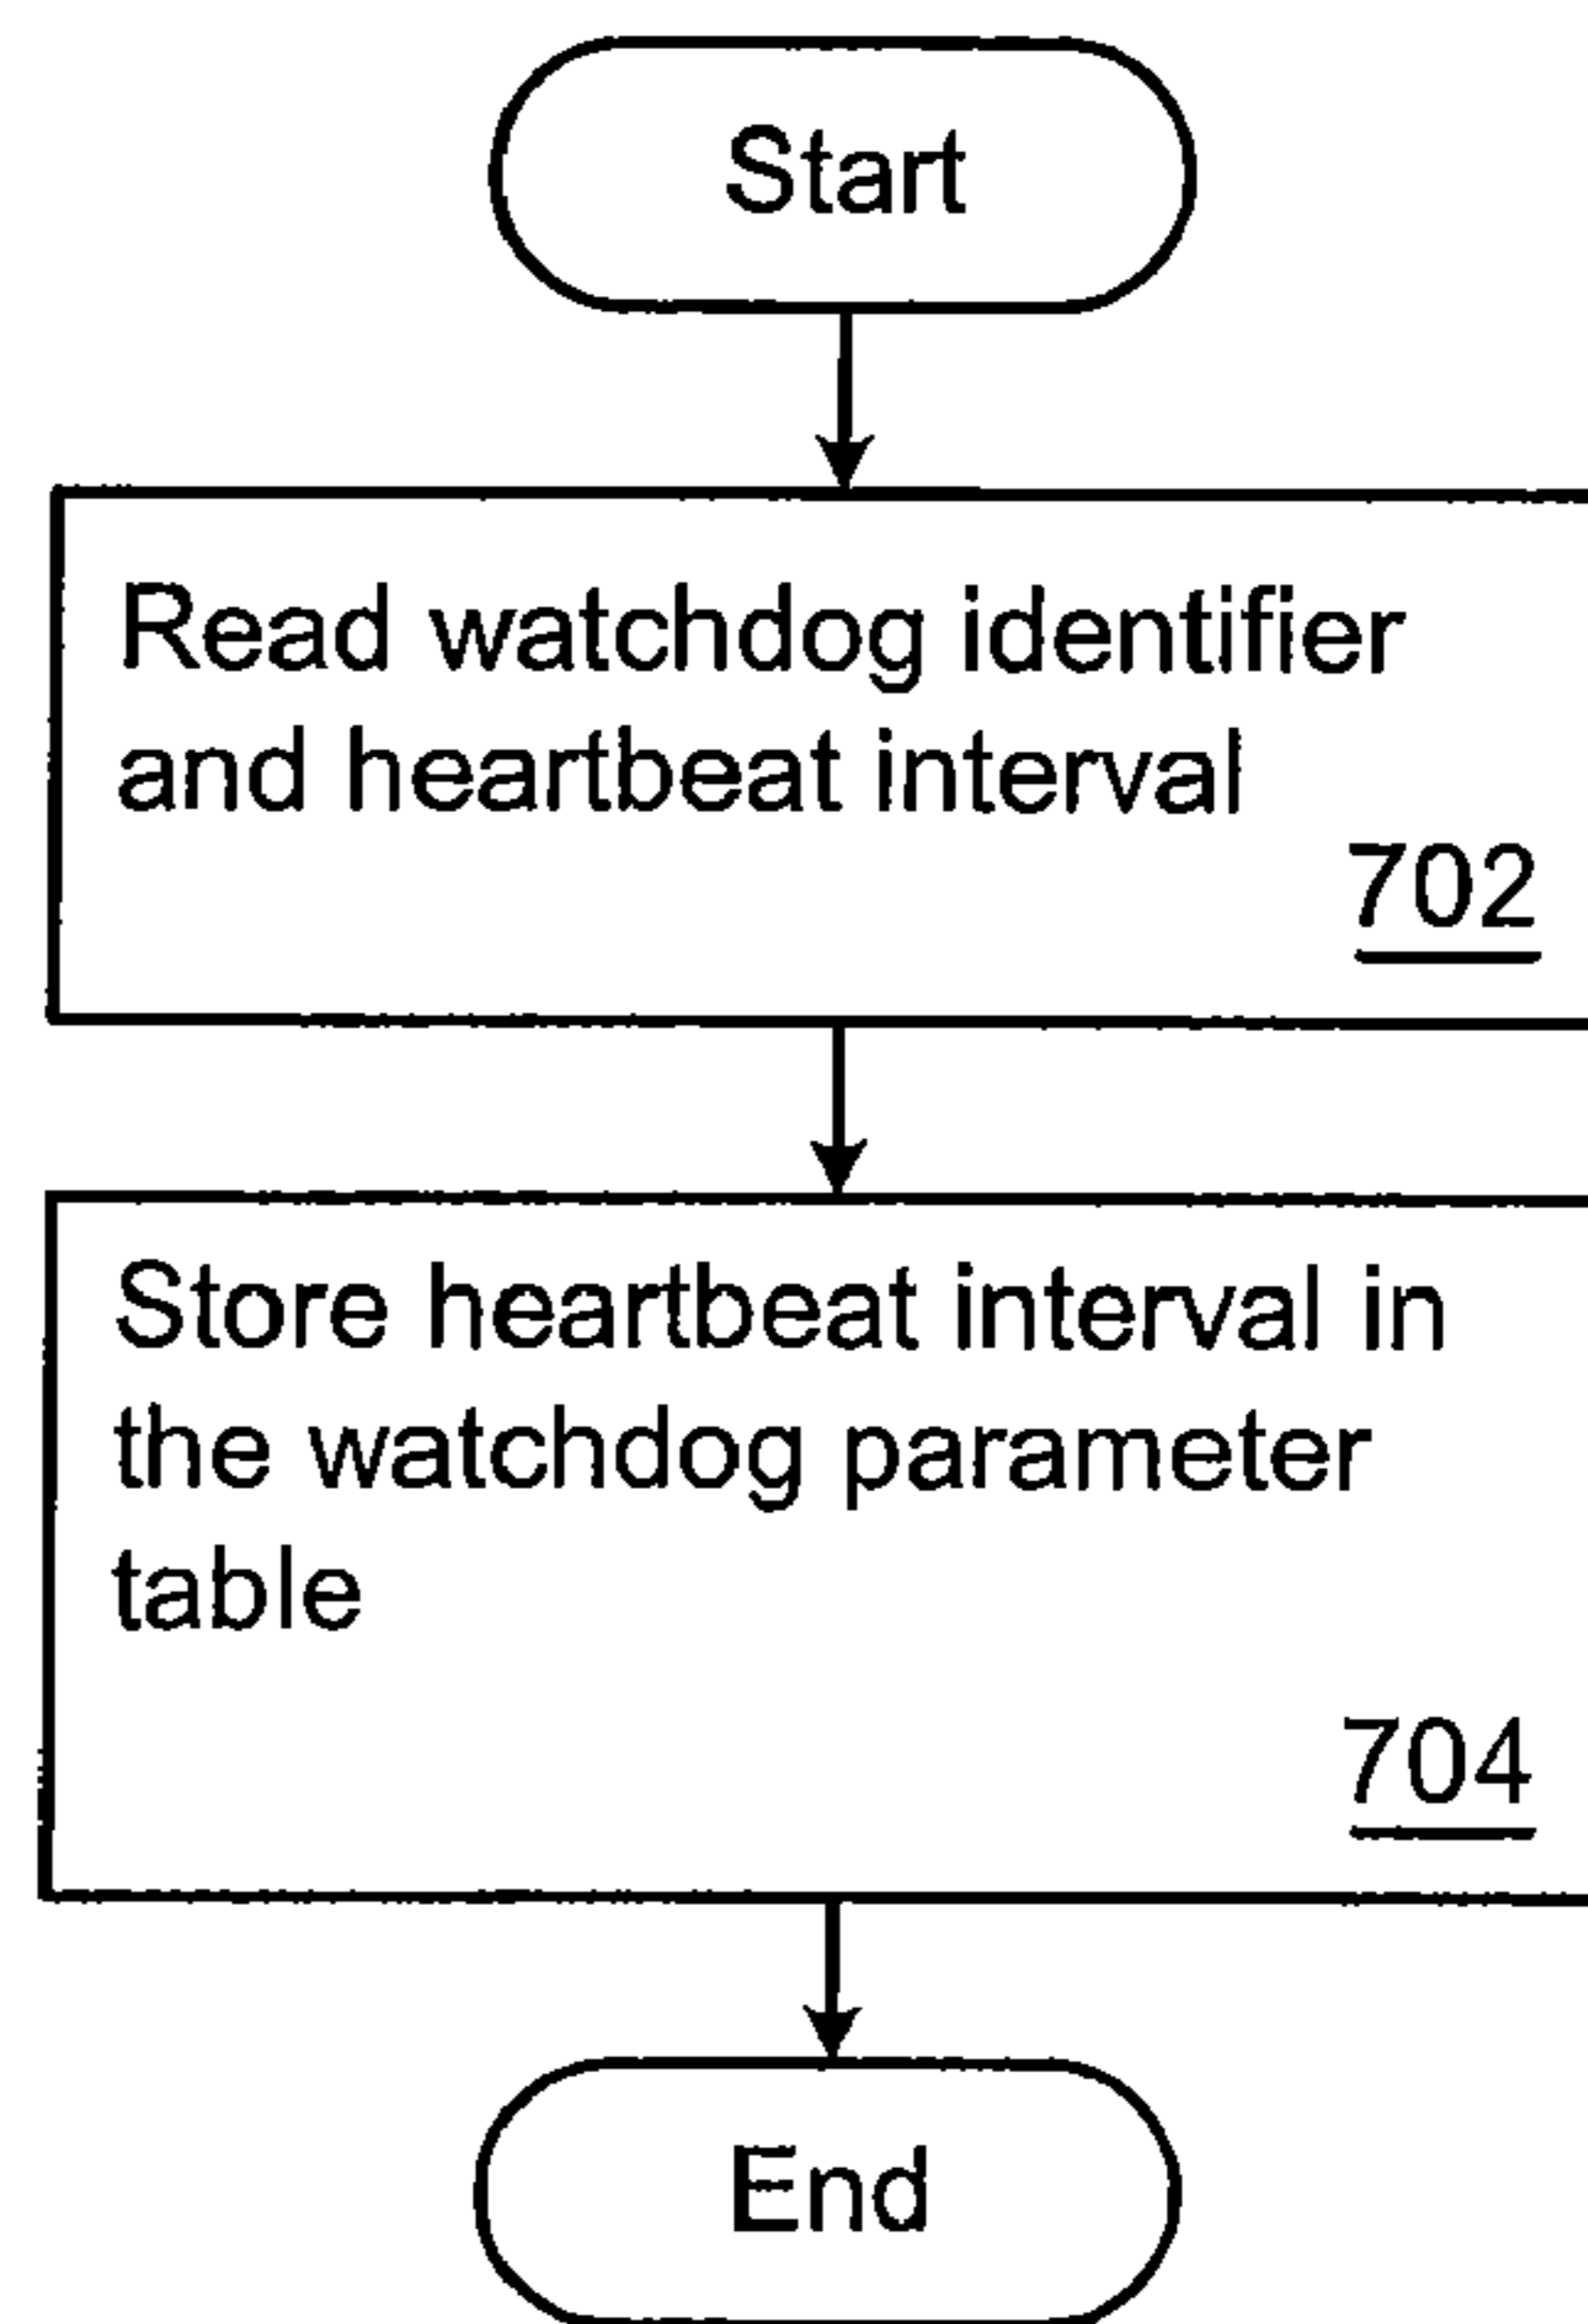 Start
Read watchdog identifier
and heartbeat interval
702
Store heartbeat interval in
the watchdog parameter
table
704
End